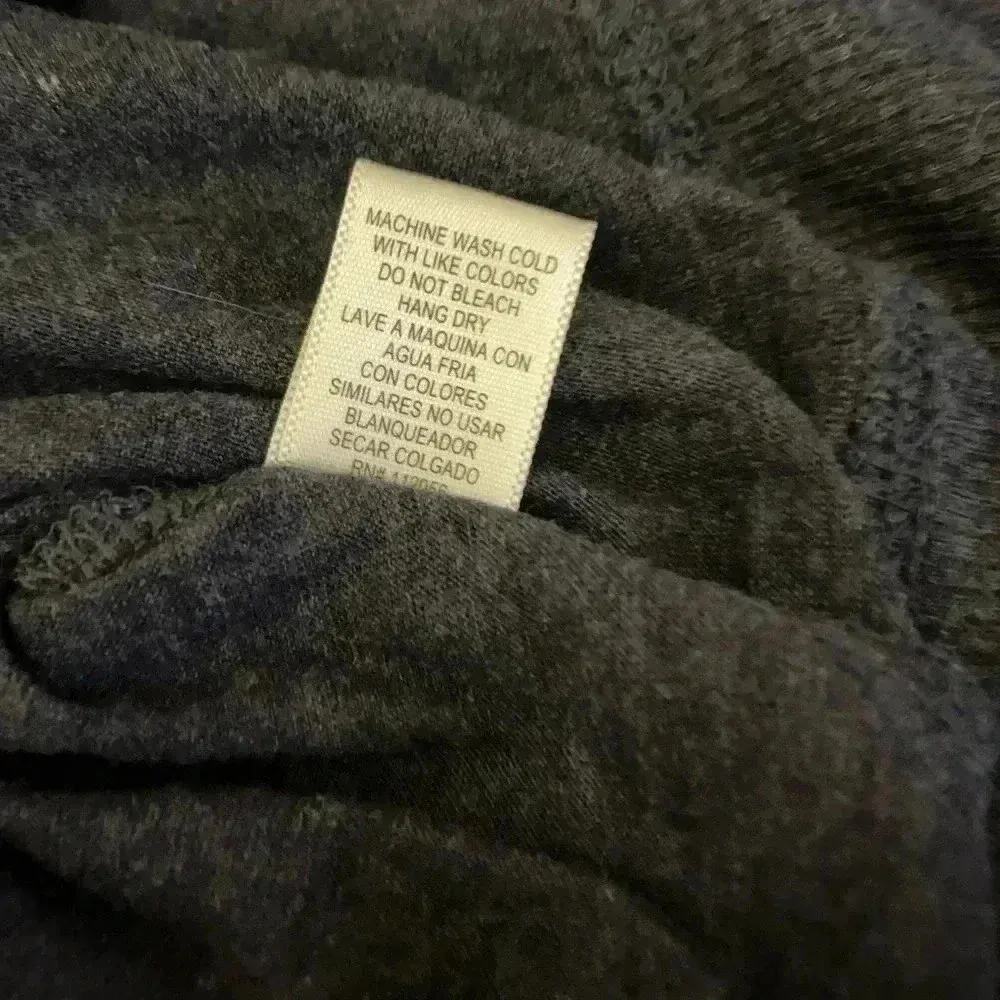 MACHINE WASH COLD
WITH LIKE COLORS
DO NOT BLEACH
HANG DRY
LAVE A MAQUINA CON
AGUA FRIA
CON COLORES
SIMILARES NO USAR
BLANQUEADOR
SECAR COLGADO
RN#